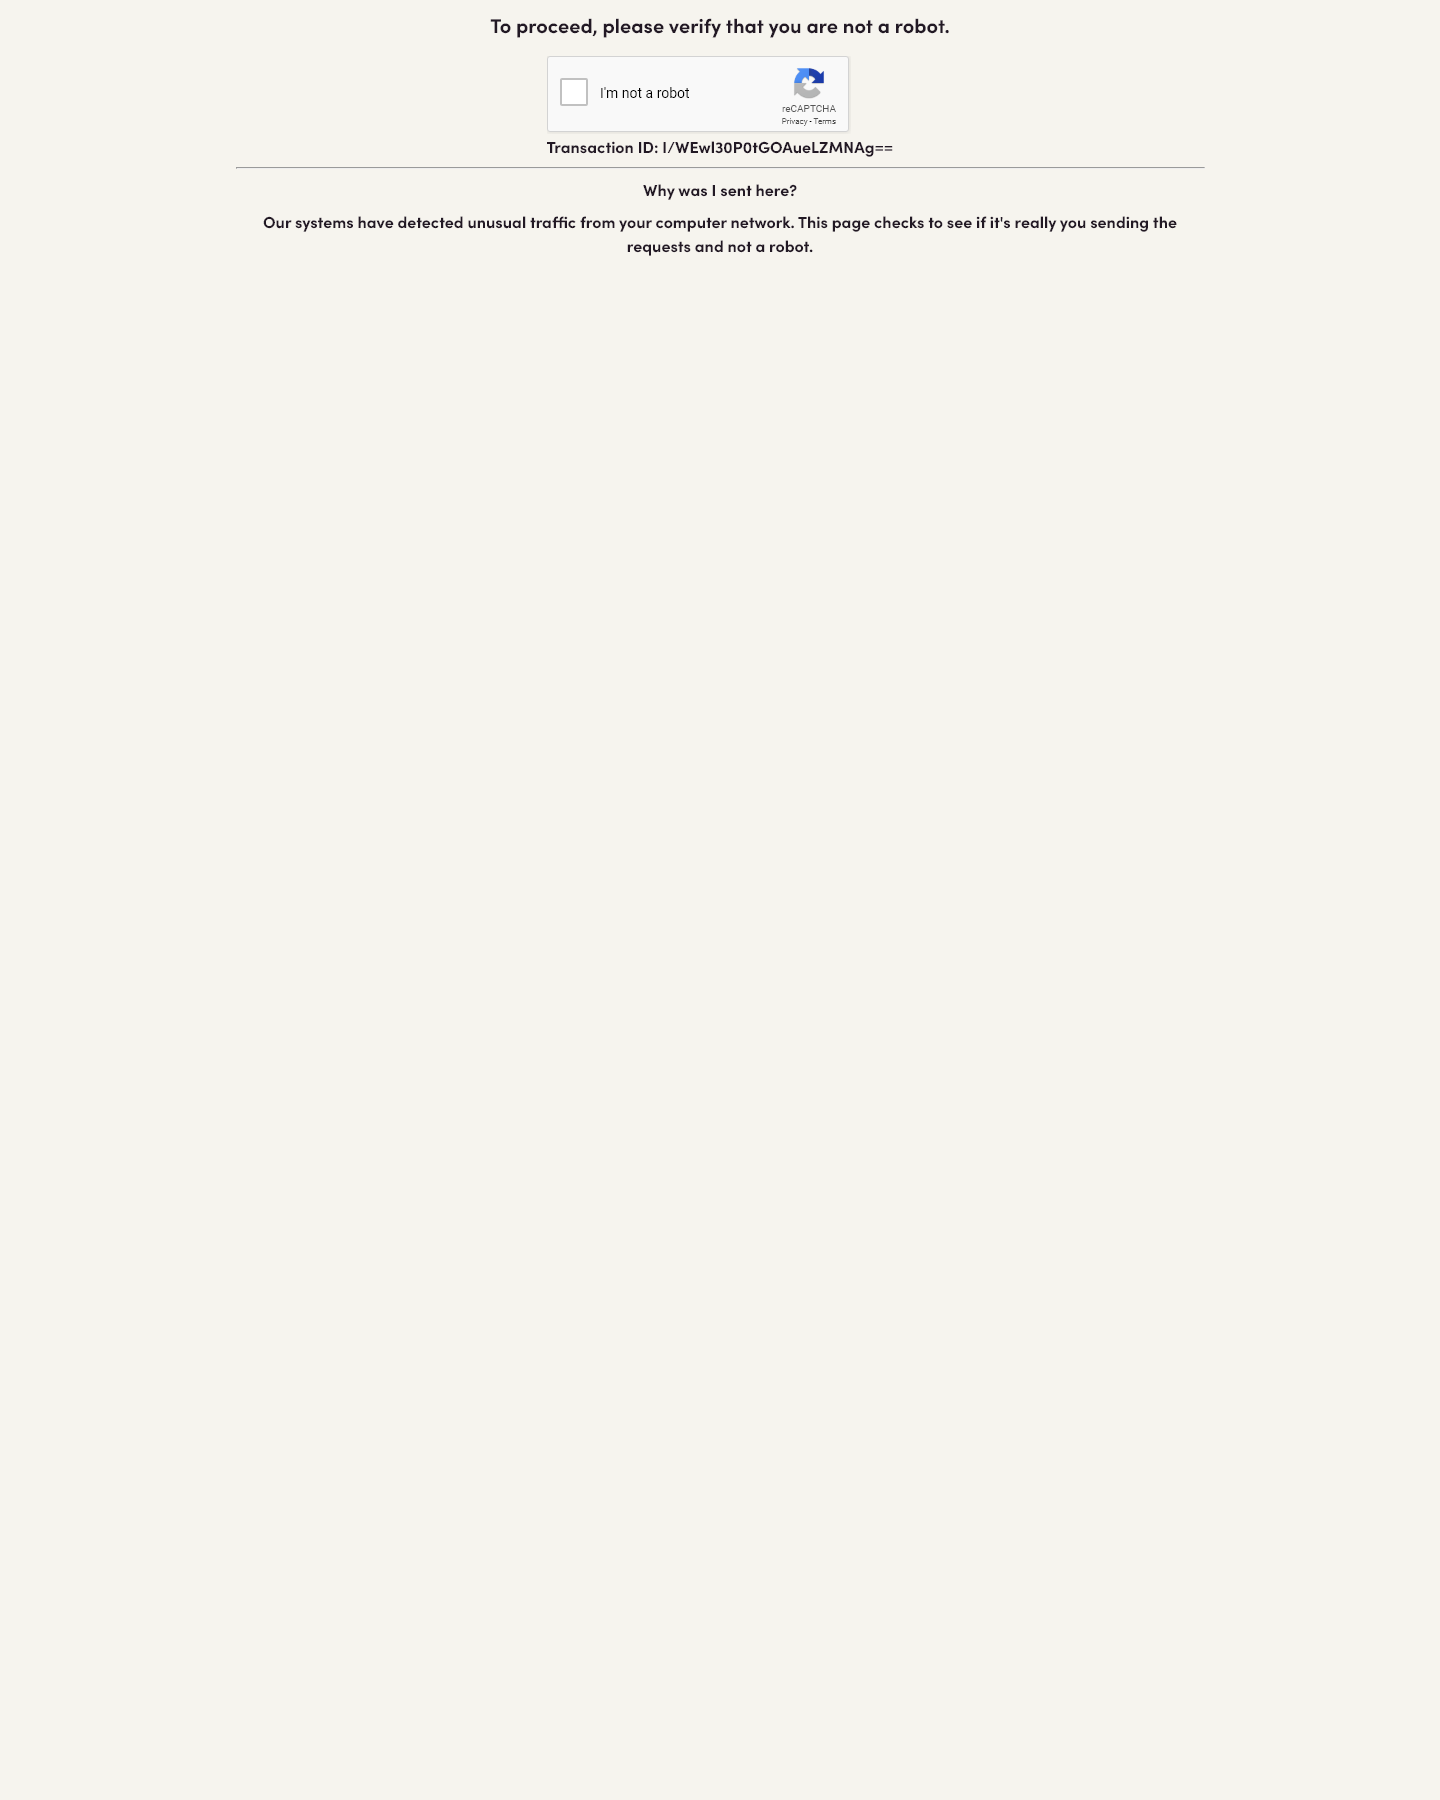 To proceed, please verify that you are not a robot.
I'm not a robot
reCAPTCHA
Privacy - Terms
Transaction ID: I/WEwI30P0tGOAueLZMNAg==
Why was I sent here?
Our systems have detected unusual traffic from your computer network. This page checks to see if it's really you sending the
requests and not a robot.